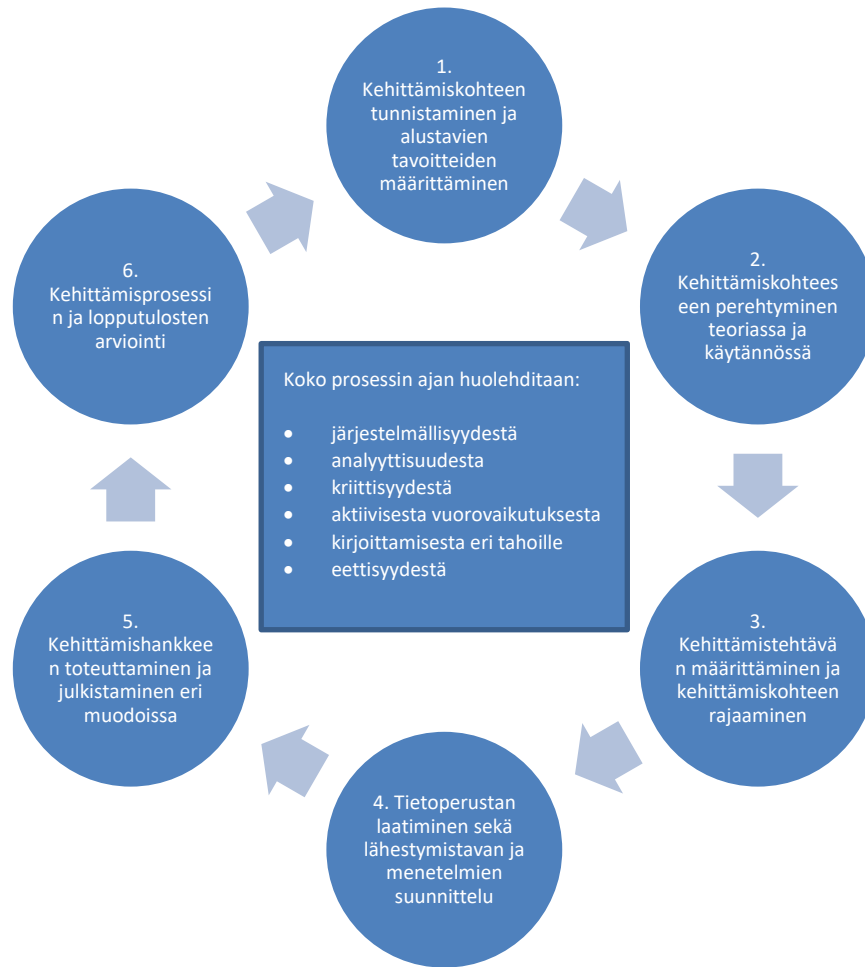 1.
Kehittämiskohteen
tunnistaminen ja
alustavien
tavoitteiden
määrittäminen
2.
Kehittämiskohtees
seen perehtyminen
teoriassa ja
käytännössä
3.
Kehittämistehtävä
n määrittäminen ja
kehittämiskohteen
rajaaminen
4. Tietoperustan
laatiminen sekä
lähestymistavan ja
menetelmien
suunnittelu
5.
Kehittämishankkee
n toteuttaminen ja
julkistaminen eri
muodoissa
6.
Kehittämisprosessi
n ja lopputulosten
arviointi
Koko prosessin ajan huolehditaan:
• järjestelmällisyydestä
• analyyttisuudesta
• kriittisyydestä
• aktiivisesta vuorovaikutuksesta
• kirjoittamisesta eri tahoille
• eettisyydestä